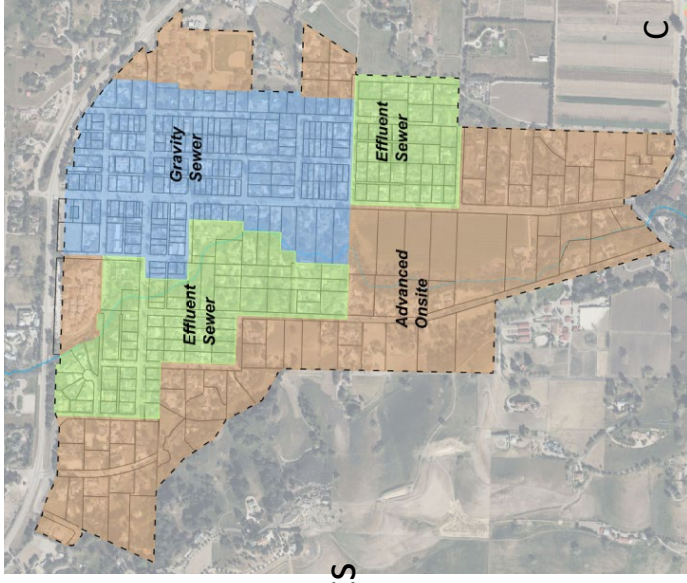 Gravity
Sewer
Effluent
Sewer
Effluent
Sewer
Advanced
Onsite
S
C